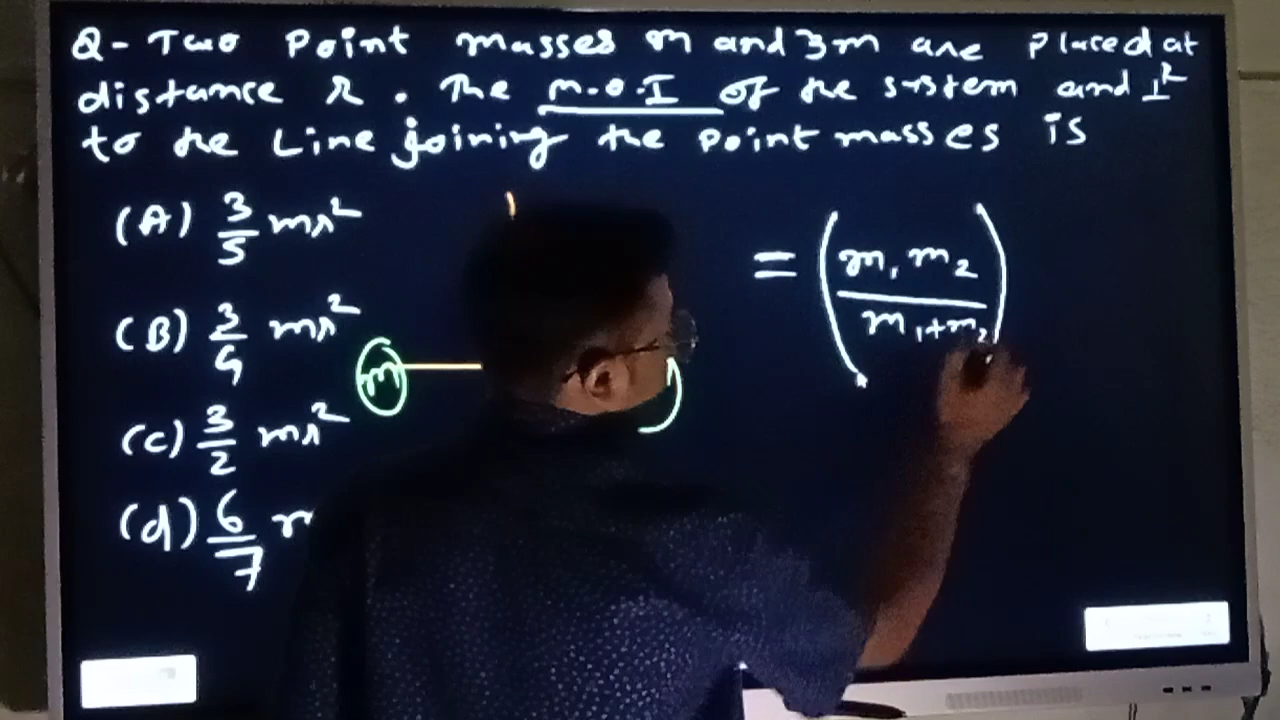 Q- Two Point masses m and 3m are placed at
distance r. The M.O.I of the system and ⊥R
to the Line joining the point masses is
(A) 3/5 mr²
(B) 3/4 mr²
(C) 3/2 mr²
(d) 6/7 m
m
= (m₁m₂/m₁+m₂)